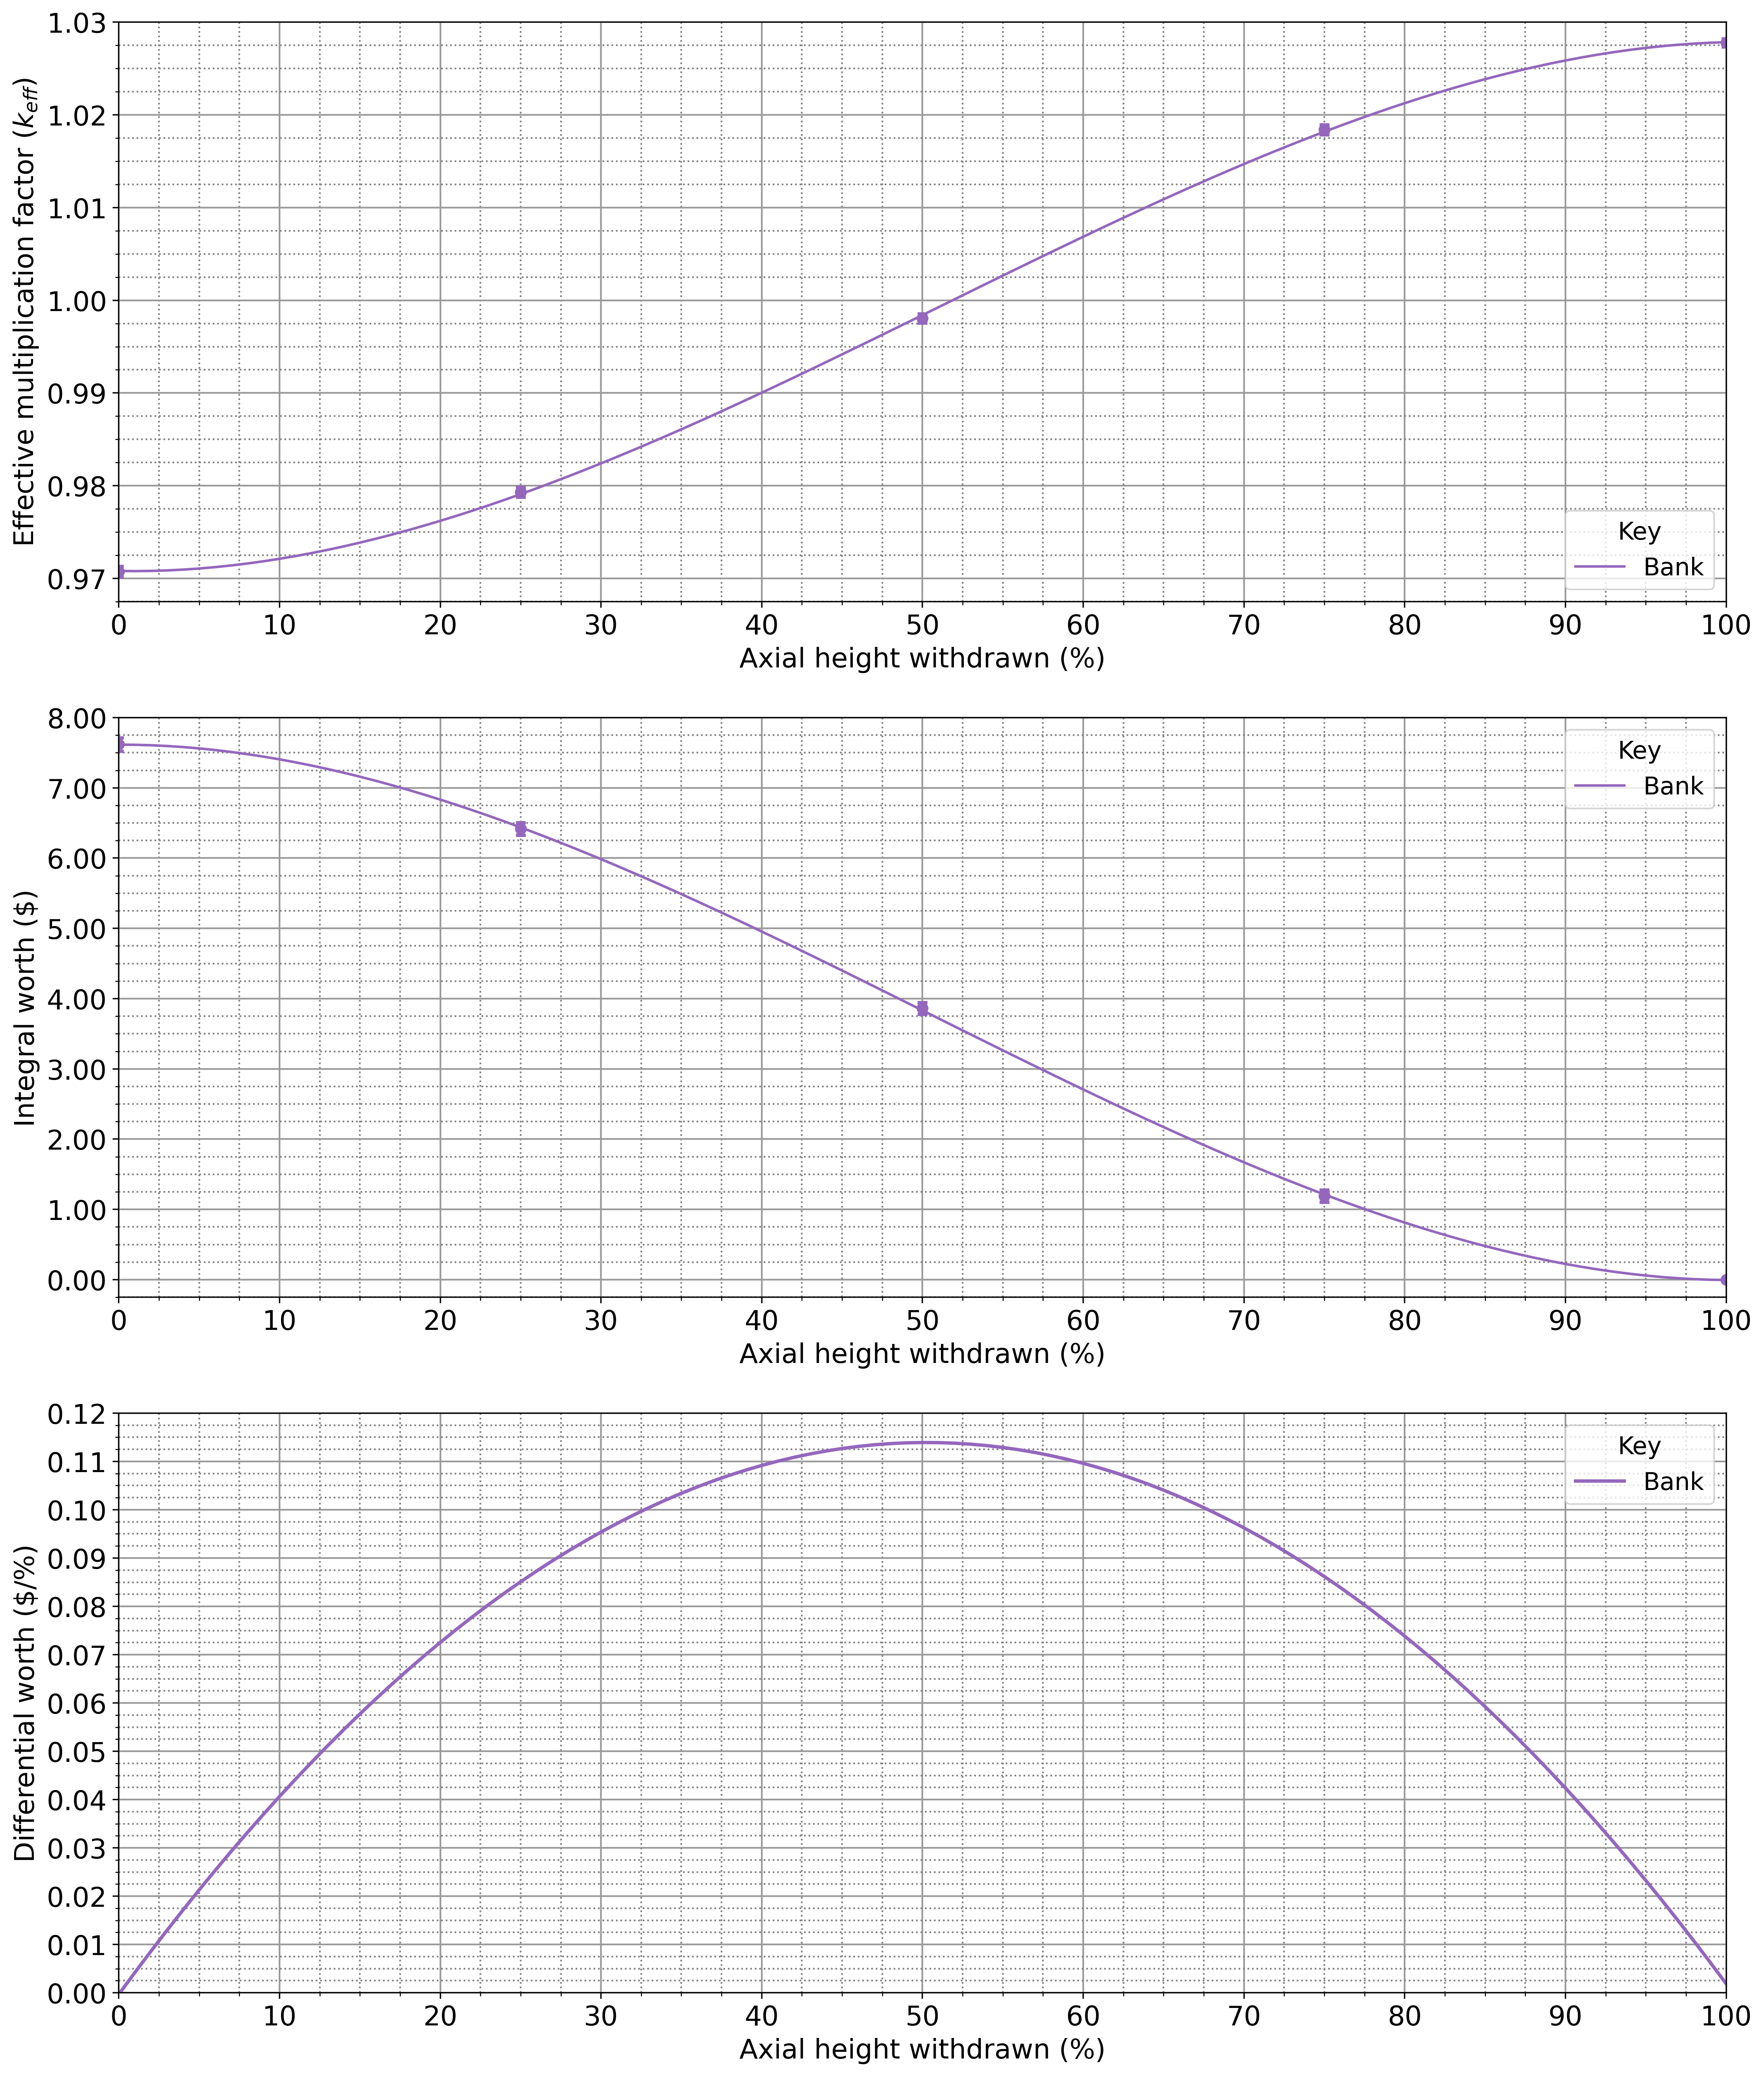 Effective multiplication factor (k_eff)
1.03
1.02
1.01
1.00
0.99
0.98
0.97
Key
Bank
0 10 20 30 40 50 60 70 80 90 100
Axial height withdrawn (%)
Integral worth ($)
8.00
7.00
6.00
5.00
4.00
3.00
2.00
1.00
0.00
Key
Bank
0 10 20 30 40 50 60 70 80 90 100
Axial height withdrawn (%)
Differential worth ($/%)
0.12
0.11
0.10
0.09
0.08
0.07
0.06
0.05
0.04
0.03
0.02
0.01
0.00
Key
Bank
0 10 20 30 40 50 60 70 80 90 100
Axial height withdrawn (%)